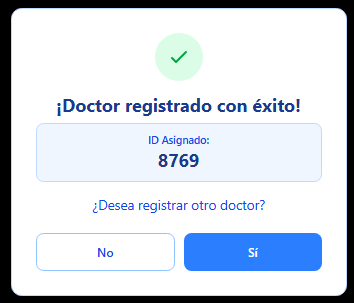 ¡Doctor registrado con éxito!
ID Asignado:
8769
¿Desea registrar otro doctor?
No
Sí